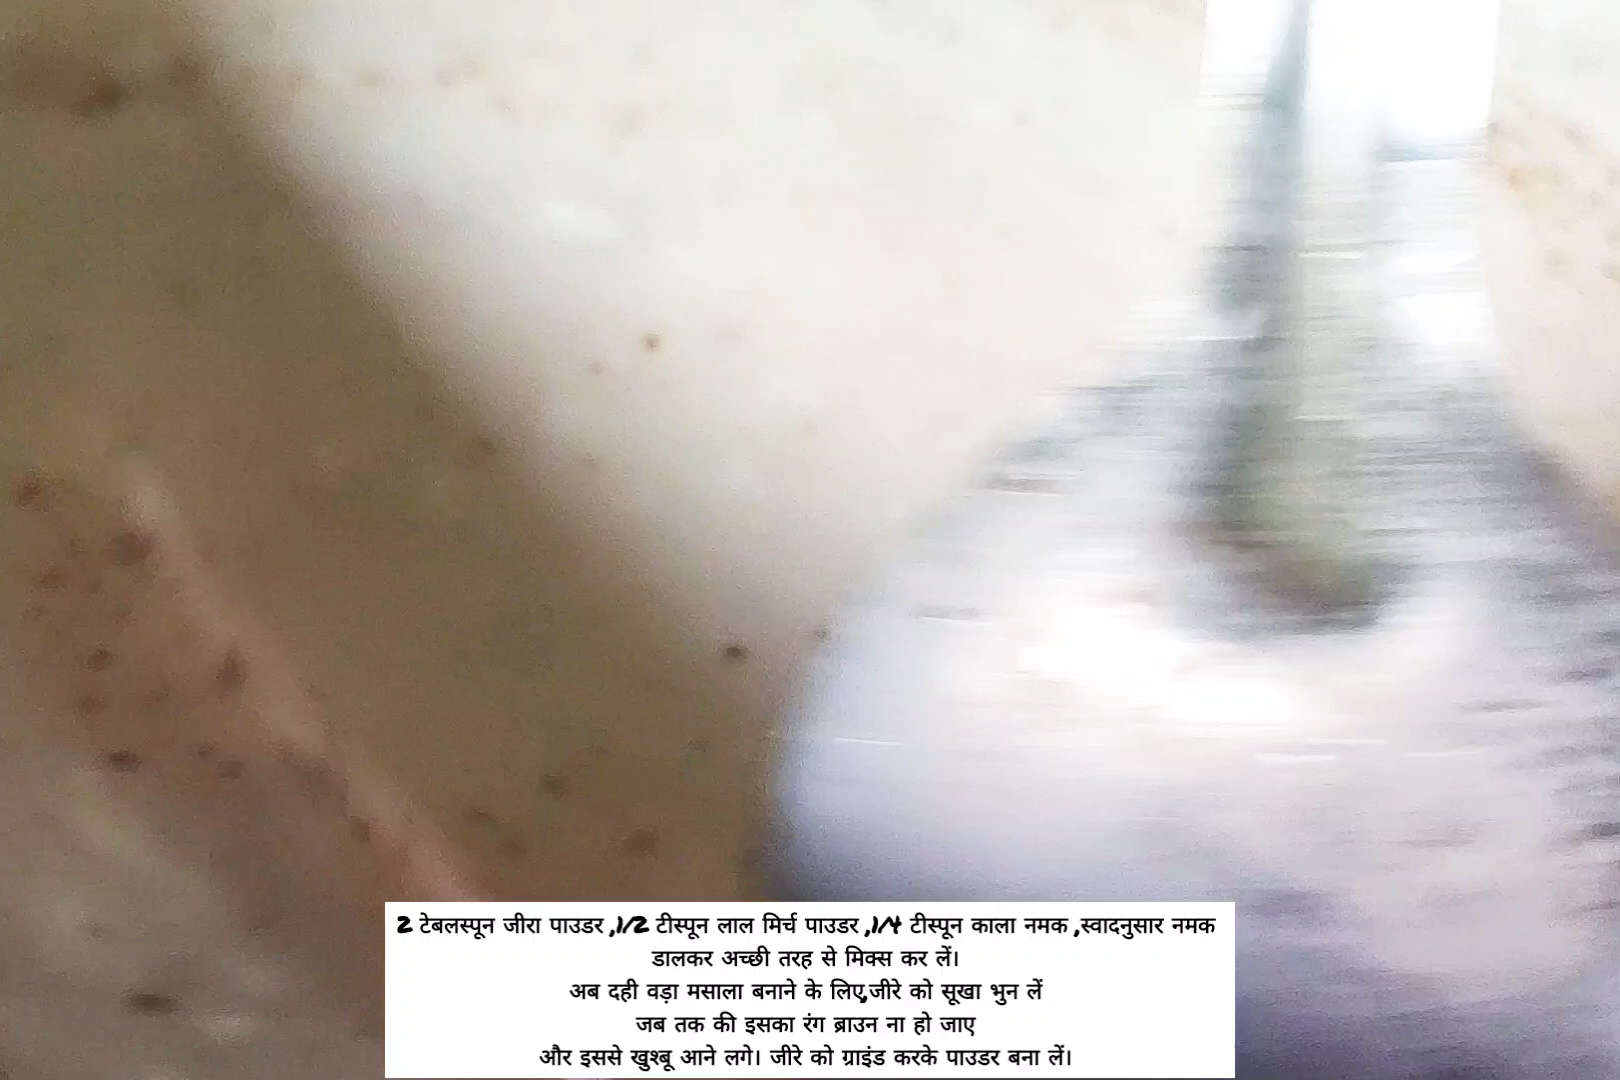 2 टेबलस्पून जीरा पाउडर ,1/2 टीस्पून लाल मिर्च पाउडर ,1/4 टीस्पून काला नमक ,स्वादनुसार नमक
डालकर अच्छी तरह से मिक्स कर लें।
अब दही वड़ा मसाला बनाने के लिए,जीरे को सूखा भुन लें
जब तक की इसका रंग ब्राउन ना हो जाए
और इससे खुश्बू आने लगे। जीरे को ग्राइंड करके पाउडर बना लें।